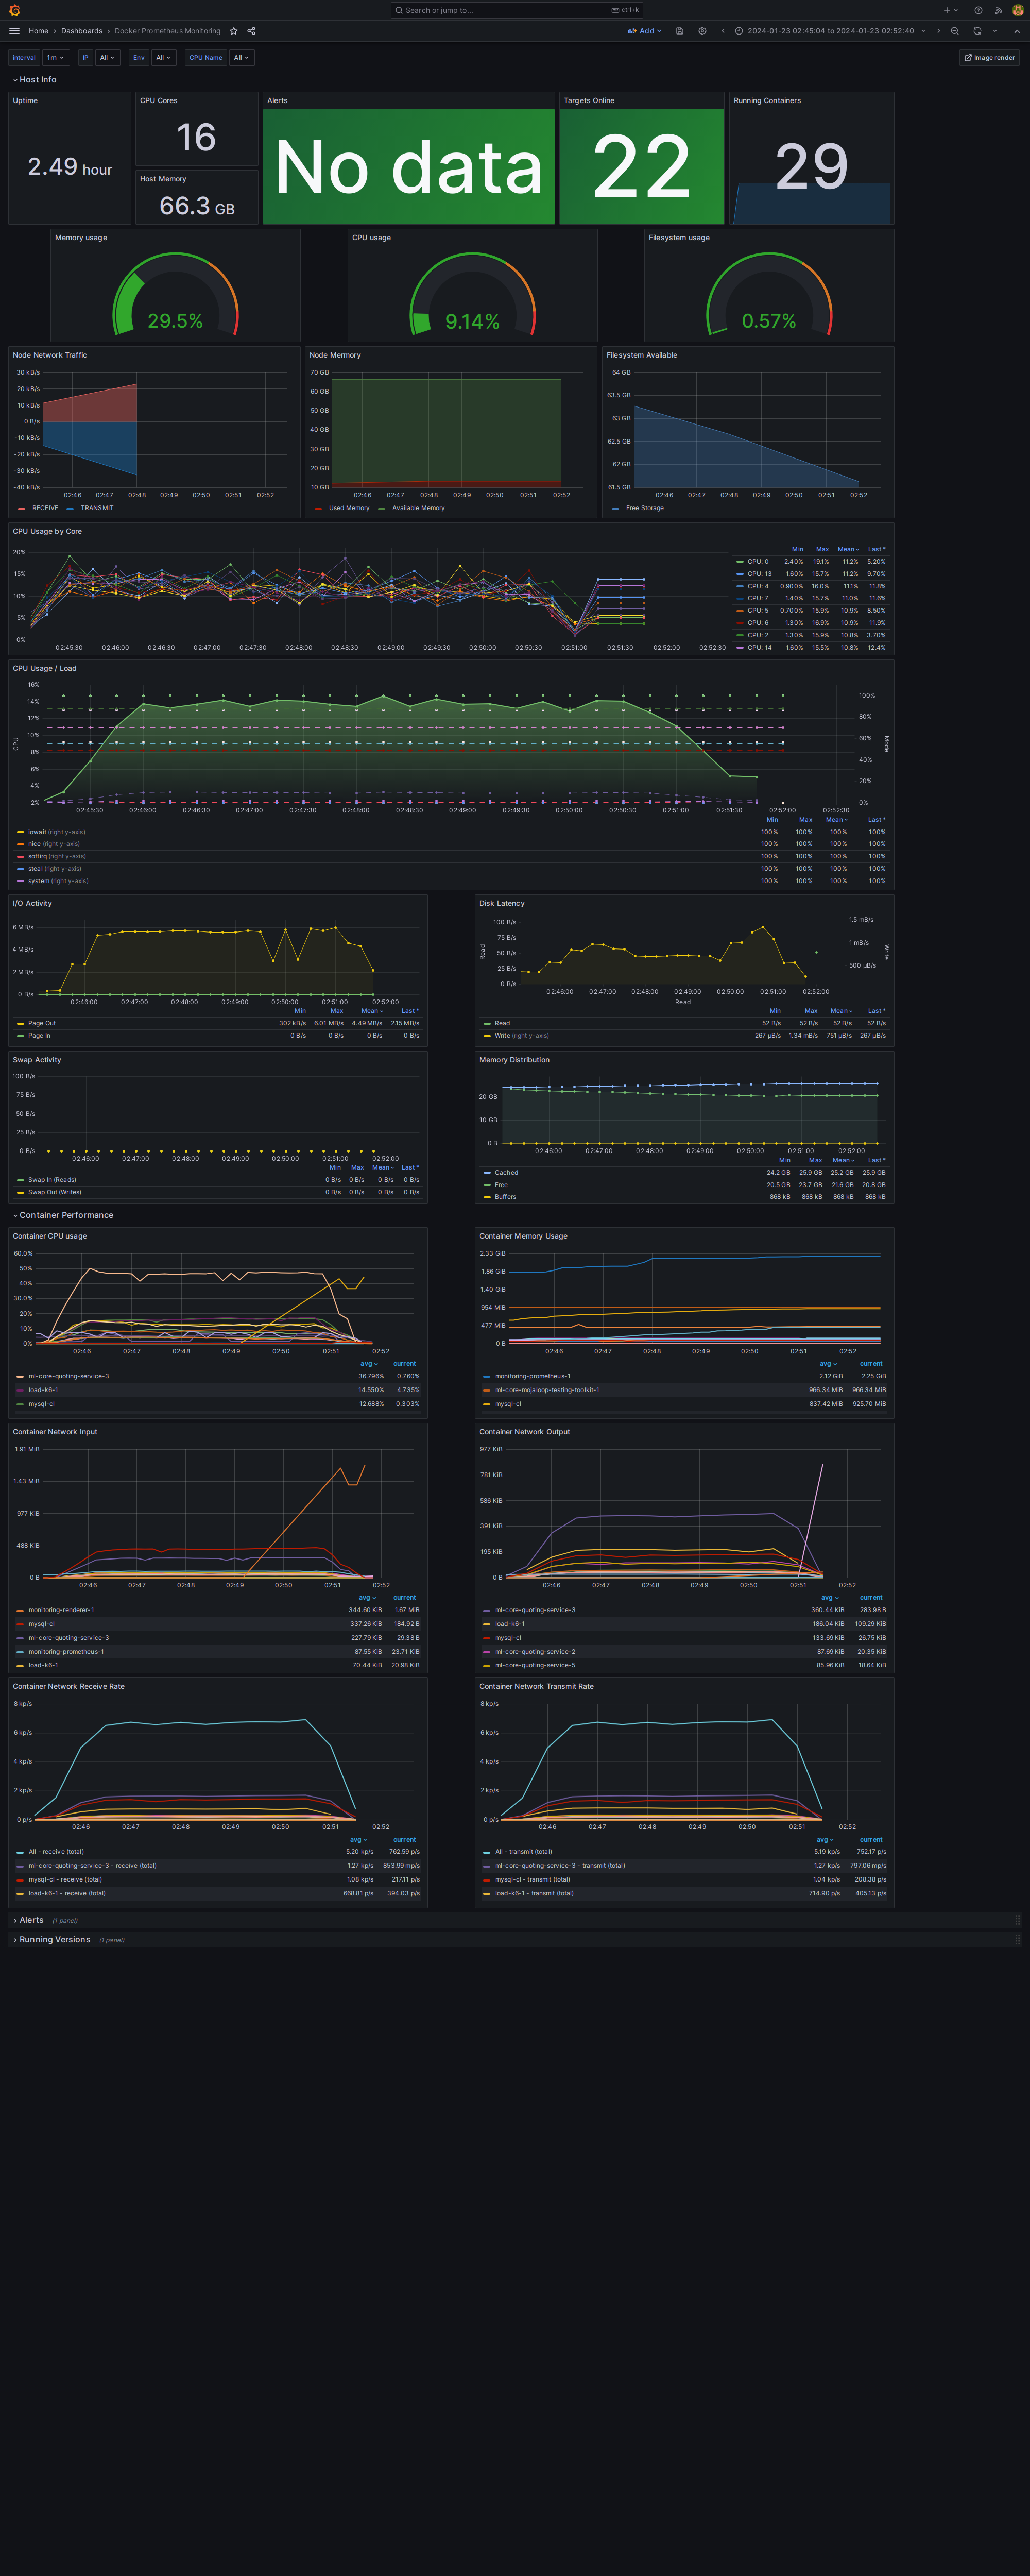 Search or jump to... ctrl+k
Home › Dashboards › Docker Prometheus Monitoring Add 2024-01-23 02:45:04 to 2024-01-23 02:52:40
Interval 1m IP All Env All CPU Name All Image render
Host Info
Uptime CPU Cores Alerts Targets Online Running Containers
2.49 hour 16 No data 22 29
Host Memory
66.3 GB
Memory usage CPU usage Filesystem usage
29.5% 9.14% 0.57%
Node Network Traffic
30 kB/s
20 kB/s
10 kB/s
0 B/s
-10 kB/s
-20 kB/s
-30 kB/s
-40 kB/s
02:46 02:47 02:48 02:49 02:50 02:51 02:52
RECEIVE TRANSMIT
Node Mermory
70 GB
60 GB
50 GB
40 GB
30 GB
20 GB
10 GB
02:46 02:47 02:48 02:49 02:50 02:51 02:52
Used Memory Available Memory
Filesystem Available
64 GB
63.5 GB
63 GB
62.5 GB
62 GB
61.5 GB
02:46 02:47 02:48 02:49 02:50 02:51 02:52
Free Storage
CPU Usage by Core
20%
15%
10%
5%
0%
02:45:30 02:46:00 02:46:30 02:47:00 02:47:30 02:48:00 02:48:30 02:49:00 02:49:30 02:50:00 02:50:30 02:51:00 02:51:30 02:52:00 02:52:30
Min Max Mean Last *
CPU: 0 2.40% 19.1% 11.2% 5.20%
CPU: 13 1.60% 15.7% 11.2% 9.70%
CPU: 4 0.900% 16.0% 11.1% 11.8%
CPU: 7 1.40% 15.7% 11.0% 11.6%
CPU: 5 0.700% 15.9% 10.9% 8.50%
CPU: 6 1.30% 16.9% 10.9% 11.9%
CPU: 2 1.30% 15.9% 10.8% 3.70%
CPU: 14 1.60% 15.5% 10.8% 12.4%
CPU Usage / Load
CPU
16%
14%
12%
10%
8%
6%
4%
2%
100%
80%
60%
40%
20%
0%
Mode
02:45:30 02:46:00 02:46:30 02:47:00 02:47:30 02:48:00 02:48:30 02:49:00 02:49:30 02:50:00 02:50:30 02:51:00 02:51:30 02:52:00 02:52:30
Min Max Mean Last *
iowait (right y-axis) 100% 100% 100% 100%
nice (right y-axis) 100% 100% 100% 100%
softirq (right y-axis) 100% 100% 100% 100%
steal (right y-axis) 100% 100% 100% 100%
system (right y-axis) 100% 100% 100% 100%
I/O Activity
6 MB/s
4 MB/s
2 MB/s
0 B/s
02:46:00 02:47:00 02:48:00 02:49:00 02:50:00 02:51:00 02:52:00
Min Max Mean Last *
Page Out 302 kB/s 6.01 MB/s 4.49 MB/s 2.15 MB/s
Page In 0 B/s 0 B/s 0 B/s 0 B/s
Disk Latency
Read
100 B/s
75 B/s
50 B/s
25 B/s
0 B/s
1.5 mB/s
1 mB/s
500 µB/s
Write
02:46:00 02:47:00 02:48:00 02:49:00 02:50:00 02:51:00 02:52:00
Read
Min Max Mean Last *
Read 52 B/s 52 B/s 52 B/s 52 B/s
Write (right y-axis) 267 µB/s 1.34 mB/s 751 µB/s 267 µB/s
Swap Activity
100 B/s
75 B/s
50 B/s
25 B/s
0 B/s
02:46:00 02:47:00 02:48:00 02:49:00 02:50:00 02:51:00 02:52:00
Min Max Mean Last *
Swap In (Reads) 0 B/s 0 B/s 0 B/s 0 B/s
Swap Out (Writes) 0 B/s 0 B/s 0 B/s 0 B/s
Memory Distribution
20 GB
10 GB
0 B
02:46:00 02:47:00 02:48:00 02:49:00 02:50:00 02:51:00 02:52:00
Min Max Mean Last *
Cached 24.2 GB 25.9 GB 25.2 GB 25.9 GB
Free 20.5 GB 23.7 GB 21.6 GB 20.8 GB
Buffers 868 kB 868 kB 868 kB 868 kB
Container Performance
Container CPU usage
60.0%
50%
40%
30.0%
20%
10%
0%
02:46 02:47 02:48 02:49 02:50 02:51 02:52
avg current
ml-core-quoting-service-3 36.796% 0.760%
load-k6-1 14.550% 4.735%
mysql-cl 12.688% 0.303%
Container Memory Usage
2.33 GiB
1.86 GiB
1.40 GiB
954 MiB
477 MiB
0 B
02:46 02:47 02:48 02:49 02:50 02:51 02:52
avg current
monitoring-prometheus-1 2.12 GiB 2.25 GiB
ml-core-mojaloop-testing-toolkit-1 966.34 MiB 966.34 MiB
mysql-cl 837.42 MiB 925.70 MiB
Container Network Input
1.91 MiB
1.43 MiB
977 KiB
488 KiB
0 B
02:46 02:47 02:48 02:49 02:50 02:51 02:52
avg current
monitoring-renderer-1 344.60 KiB 1.67 MiB
mysql-cl 337.26 KiB 184.92 B
ml-core-quoting-service-3 227.79 KiB 29.38 B
monitoring-prometheus-1 87.55 KiB 23.71 KiB
load-k6-1 70.44 KiB 20.98 KiB
Container Network Output
977 KiB
781 KiB
586 KiB
391 KiB
195 KiB
0 B
02:46 02:47 02:48 02:49 02:50 02:51 02:52
avg current
ml-core-quoting-service-3 360.44 KiB 283.98 B
load-k6-1 186.04 KiB 109.29 KiB
mysql-cl 133.69 KiB 26.75 KiB
ml-core-quoting-service-2 87.69 KiB 20.35 KiB
ml-core-quoting-service-5 85.96 KiB 18.64 KiB
Container Network Receive Rate
8 kp/s
6 kp/s
4 kp/s
2 kp/s
0 p/s
02:46 02:47 02:48 02:49 02:50 02:51 02:52
avg current
All - receive (total) 5.20 kp/s 762.59 p/s
ml-core-quoting-service-3 - receive (total) 1.27 kp/s 853.99 mp/s
mysql-cl - receive (total) 1.08 kp/s 217.11 p/s
load-k6-1 - receive (total) 668.81 p/s 394.03 p/s
Container Network Transmit Rate
8 kp/s
6 kp/s
4 kp/s
2 kp/s
0 p/s
02:46 02:47 02:48 02:49 02:50 02:51 02:52
avg current
All - transmit (total) 5.19 kp/s 752.17 p/s
ml-core-quoting-service-3 - transmit (total) 1.27 kp/s 797.06 mp/s
mysql-cl - transmit (total) 1.04 kp/s 208.38 p/s
load-k6-1 - transmit (total) 714.90 p/s 405.13 p/s
Alerts (1 panel)
Running Versions (1 panel)